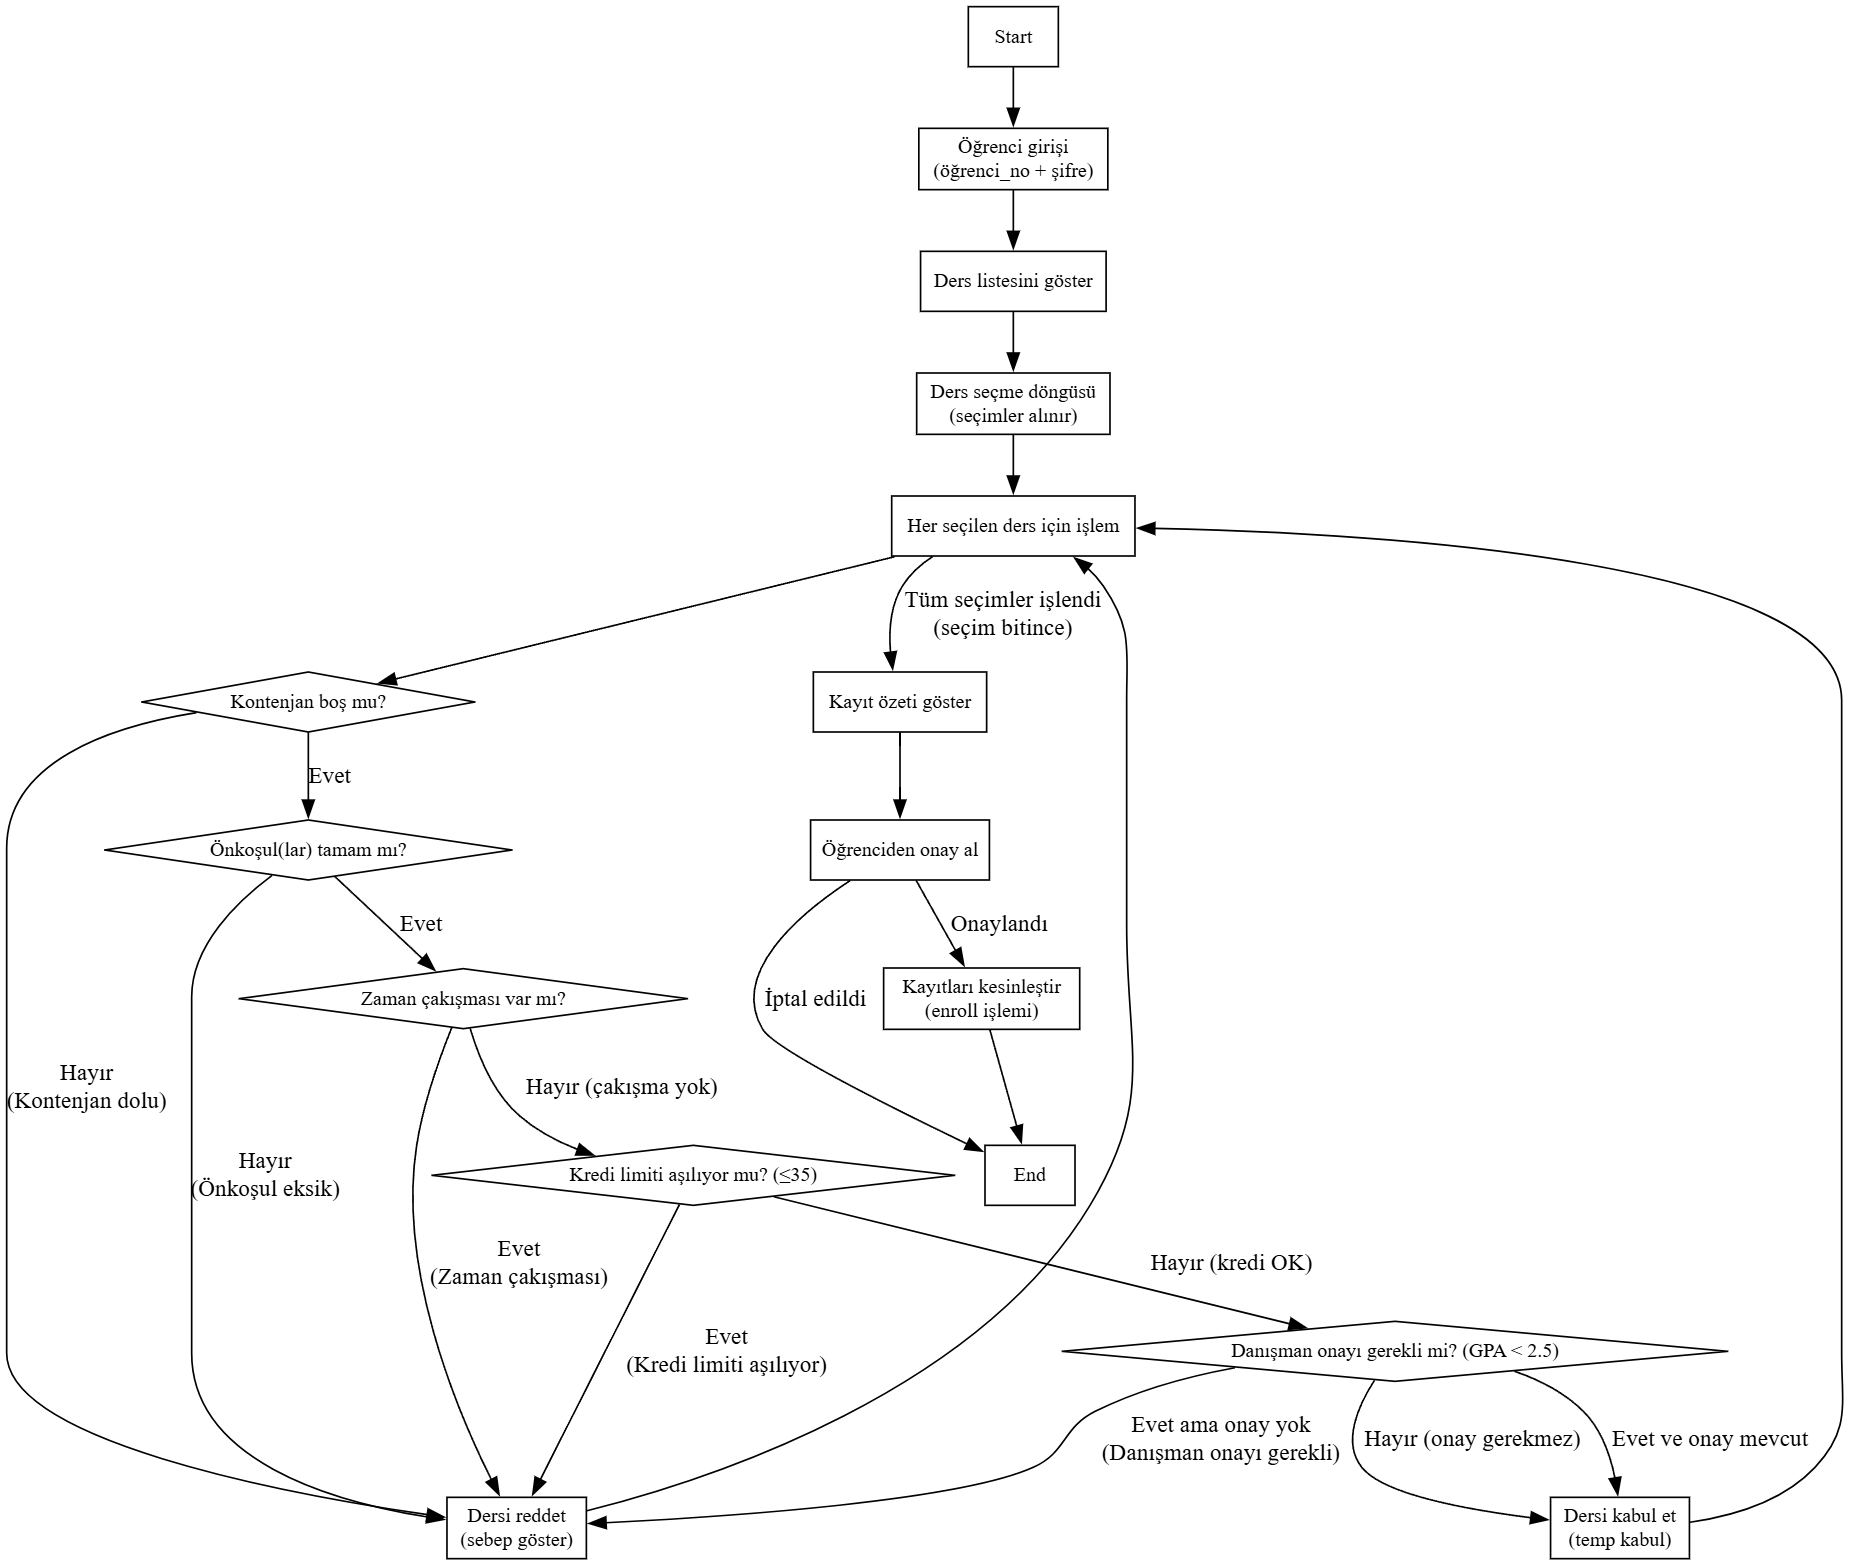 Start
Öğrenci girişi
(öğrenci_no + şifre)
Ders listesini göster
Ders seçme döngüsü
(seçimler alınır)
Her seçilen ders için işlem
Tüm seçimler işlendi
(seçim bitince)
Kontenjan boş mu?
Kayıt özeti göster
Evet
Önkoşul(lar) tamam mı?
Öğrenciden onay al
Evet
Onaylandı
Zaman çakışması var mı?
İptal edildi
Kayıtları kesinleştir
(enroll işlemi)
Hayır
(Kontenjan dolu)
Hayır (çakışma yok)
Hayır
(Önkoşul eksik)
Kredi limiti aşılıyor mu? (≤35)
End
Evet
(Zaman çakışması)
Hayır (kredi OK)
Evet
(Kredi limiti aşılıyor)
Danışman onayı gerekli mi? (GPA < 2.5)
Evet ama onay yok
(Danışman onayı gerekli)
Hayır (onay gerekmez)
Evet ve onay mevcut
Dersi reddet
(sebep göster)
Dersi kabul et
(temp kabul)